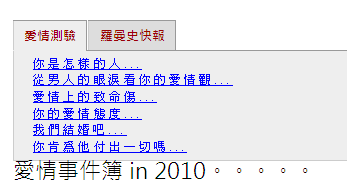 愛情測驗 羅曼史快報
你是怎樣的人...
從男人的眼淚看你的愛情觀...
愛情上的致命傷...
你的愛情態度...
我們結婚吧...
你肯爲他付出一切嗎...
愛情事件簿 in 2010。。。。。